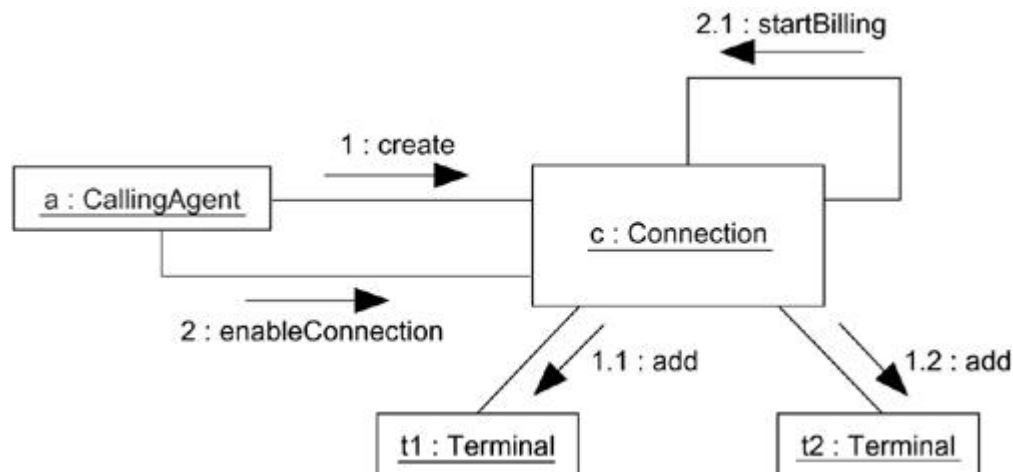 2.1 : startBilling
1 : create
a : CallingAgent
c : Connection
2 : enableConnection
1.1 : add
1.2 : add
t1 : Terminal
t2 : Terminal